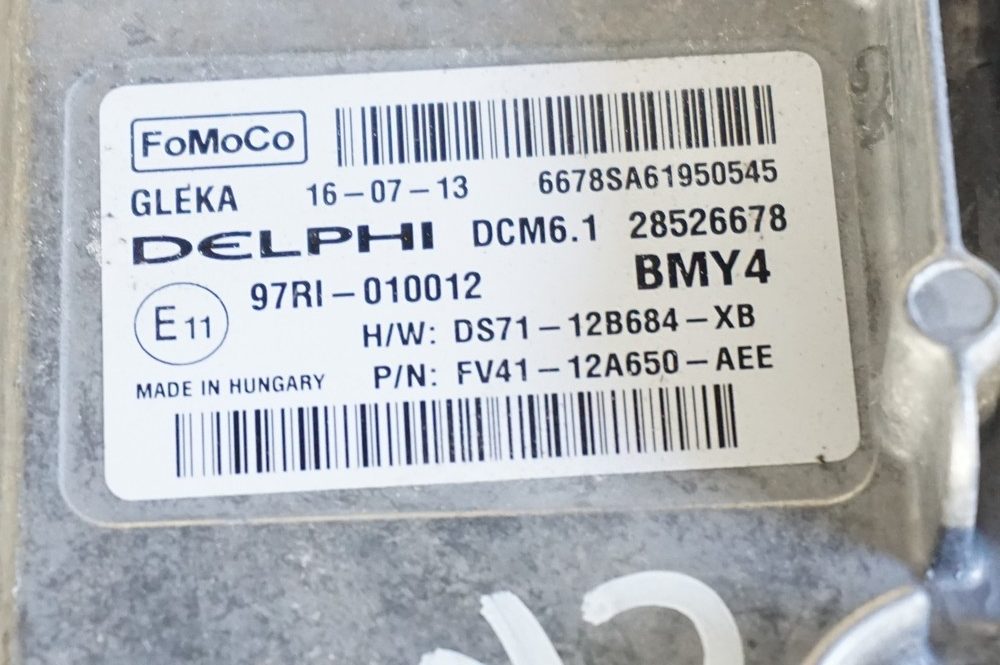 FoMoCo
GLEKA 16-07-13 6678SA61950545
DELPHI DCM6.1 28526678
97RI-010012 BMY4
E11
H/W: DS71-12B684-XB
MADE IN HUNGARY P/N: FV41-12A650-AEE